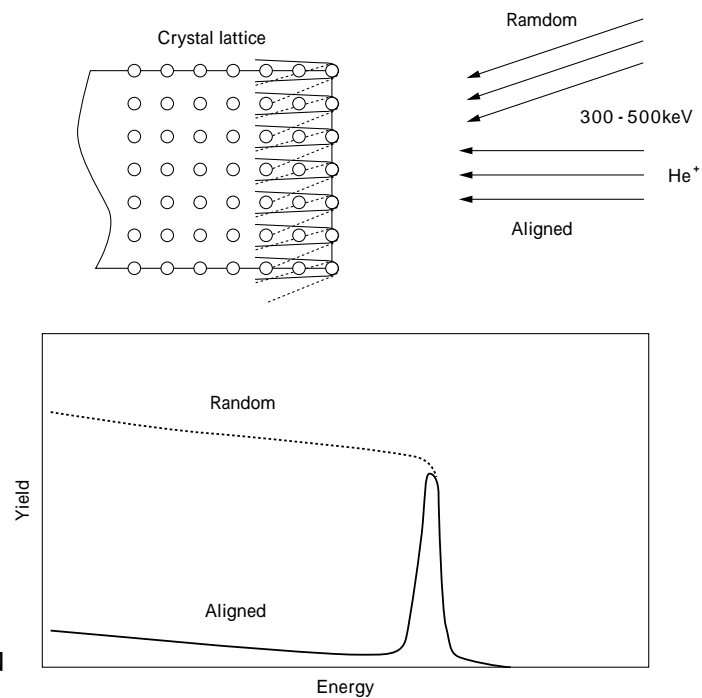 Ramdom
Crystal lattice
300 - 500keV
He⁺
Aligned
Random
Yield
Aligned
Energy